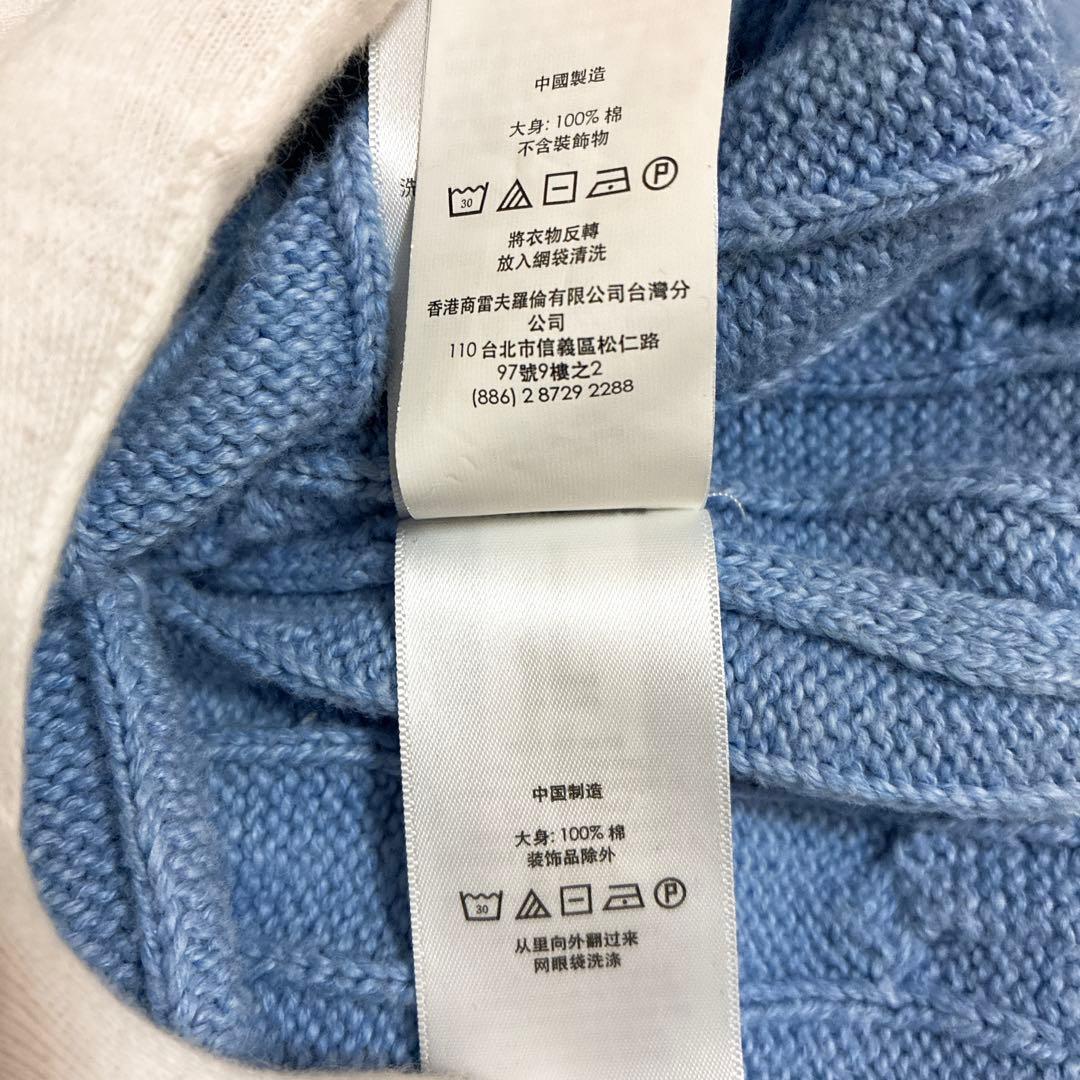 中國製造
大身: 100% 棉
不含裝飾物
洗
30 P
將衣物反轉
放入網袋清洗
香港商雷夫羅倫有限公司台灣分
公司
110 台北市信義區松仁路
97號9樓之2
(886) 2 8729 2288
中国制造
大身: 100% 棉
装饰品除外
30 P
从里向外翻过来
网眼袋洗涤